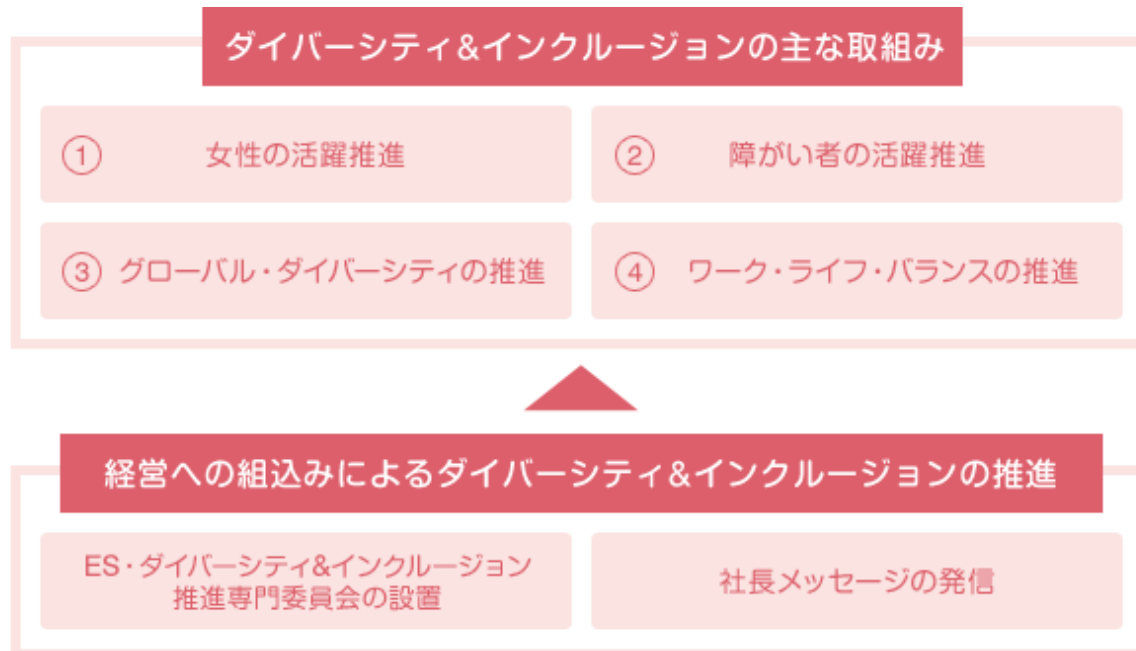 ダイバーシティ&インクルージョンの主な取組み
① 女性の活躍推進
② 障がい者の活躍推進
③ グローバル・ダイバーシティの推進
④ ワーク・ライフ・バランスの推進
経営への組込みによるダイバーシティ&インクルージョンの推進
ES・ダイバーシティ&インクルージョン
推進専門委員会の設置
社長メッセージの発信